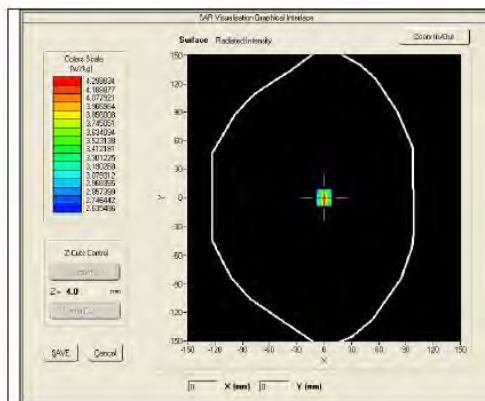 SAR Visualisation Graphical Interface
Surface Radiated Intensity
Zoom In/Out
Colors Scale
(W/kg)
4.299834
4.188877
4.077921
3.966964
3.856008
3.745051
3.634094
3.523138
3.412181
3.301225
3.190268
3.079312
2.968355
2.857399
2.746442
2.635486
150
120
90
60
30
0
-30
-60
-90
-120
-150
Y
-150 -120 -90 -60 -30 0 30 60 90 120 150
X
Z-Cuts Control
Z = 4.0 mm
SAVE
Cancel
0 X (mm) 0 Y (mm)